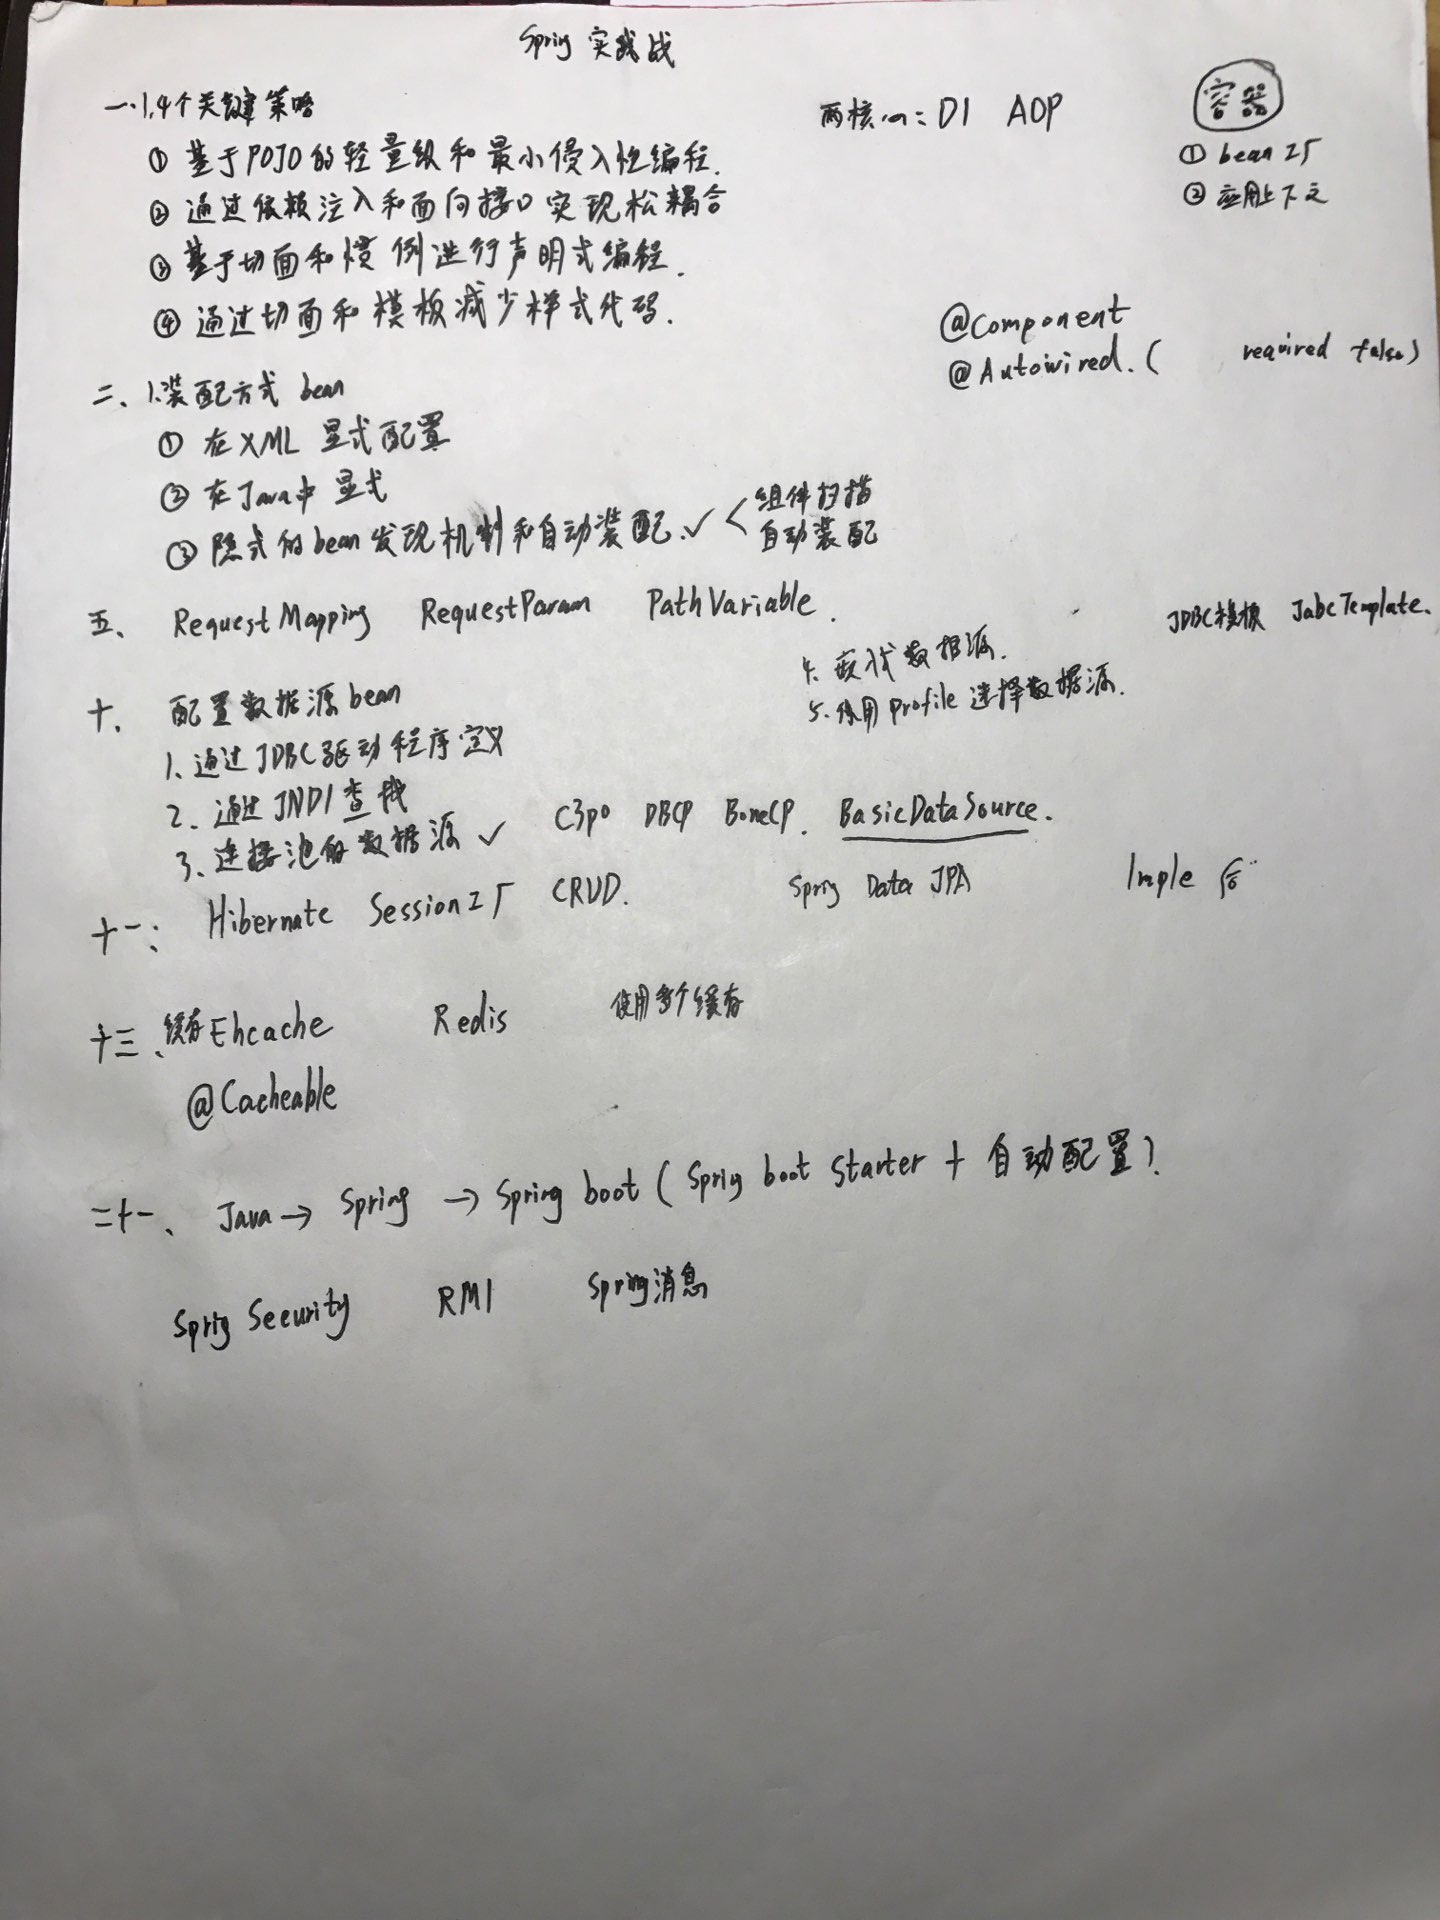 Spring 实战
一.1.4个关键策略
两核心: DI AOP
容器
① bean工厂
② 应用上下文
① 基于POJO的轻量级和最小侵入性编程.
② 通过依赖注入和面向接口实现松耦合
③ 基于切面和惯例进行声明式编程.
④ 通过切面和模板减少样式代码.
@Component
@Autowired. ( required false)
二、1.装配方式 bean
① 在XML 显式配置
② 在Java中 显式
③ 隐式的bean发现机制和自动装配.✓ <
组件扫描
自动装配
五、 RequestMapping RequestParam PathVariable.
JDBC模板 JdbcTemplate.
十、 配置数据源bean
1、通过JDBC驱动程序定义
2、通过JNDI查找
3、连接池的数据源 ✓ C3p0 DBCP BoneCP. BasicDataSource.
4. 嵌入式数据源.
5. 使用profile选择数据源.
十一: Hibernate Session工厂 CRUD. Spring Data JPA Imple
十三、缓存Ehcache Redis 使用多个缓存
@Cacheable
二十一、 Java → Spring → Spring boot ( Spring boot Starter + 自动配置).
Spring Security RMI Spring消息